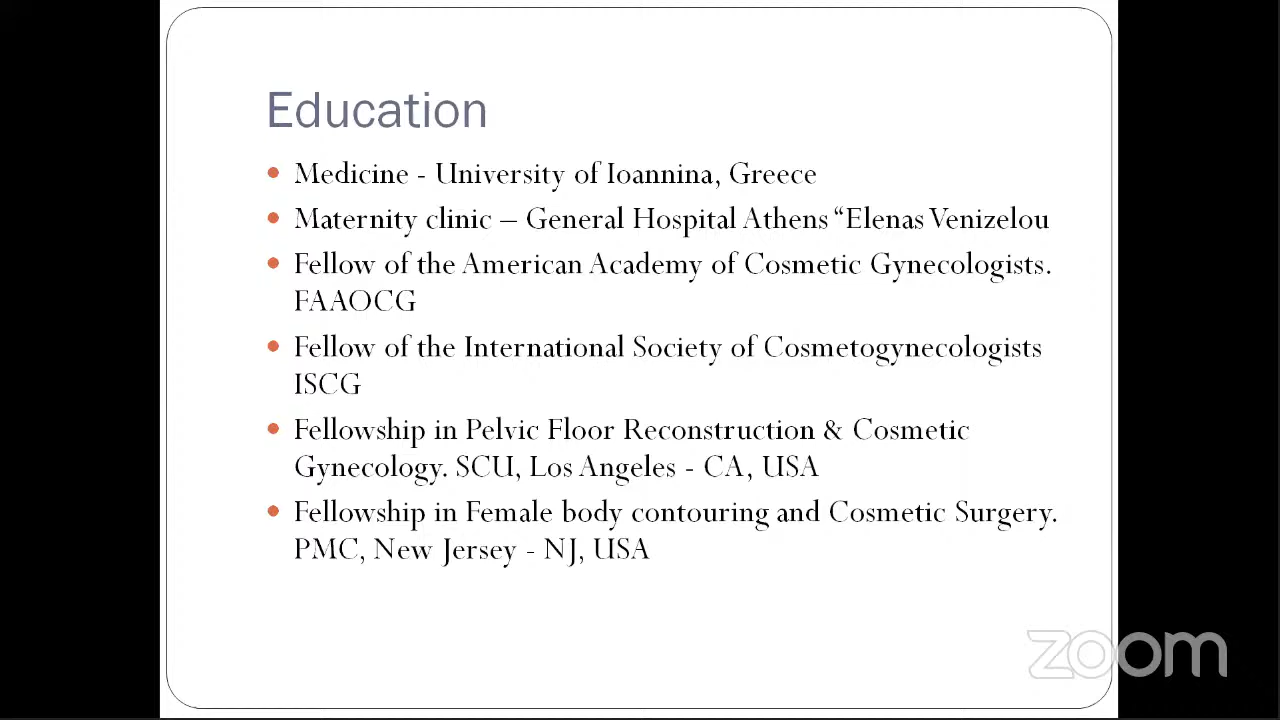 Education
Medicine - University of Ioannina, Greece
Maternity clinic – General Hospital Athens “Elenas Venizelou
Fellow of the American Academy of Cosmetic Gynecologists.
FAAOCG
Fellow of the International Society of Cosmetogynecologists
ISCG
Fellowship in Pelvic Floor Reconstruction & Cosmetic
Gynecology. SCU, Los Angeles - CA, USA
Fellowship in Female body contouring and Cosmetic Surgery.
PMC, New Jersey - NJ, USA
zoom